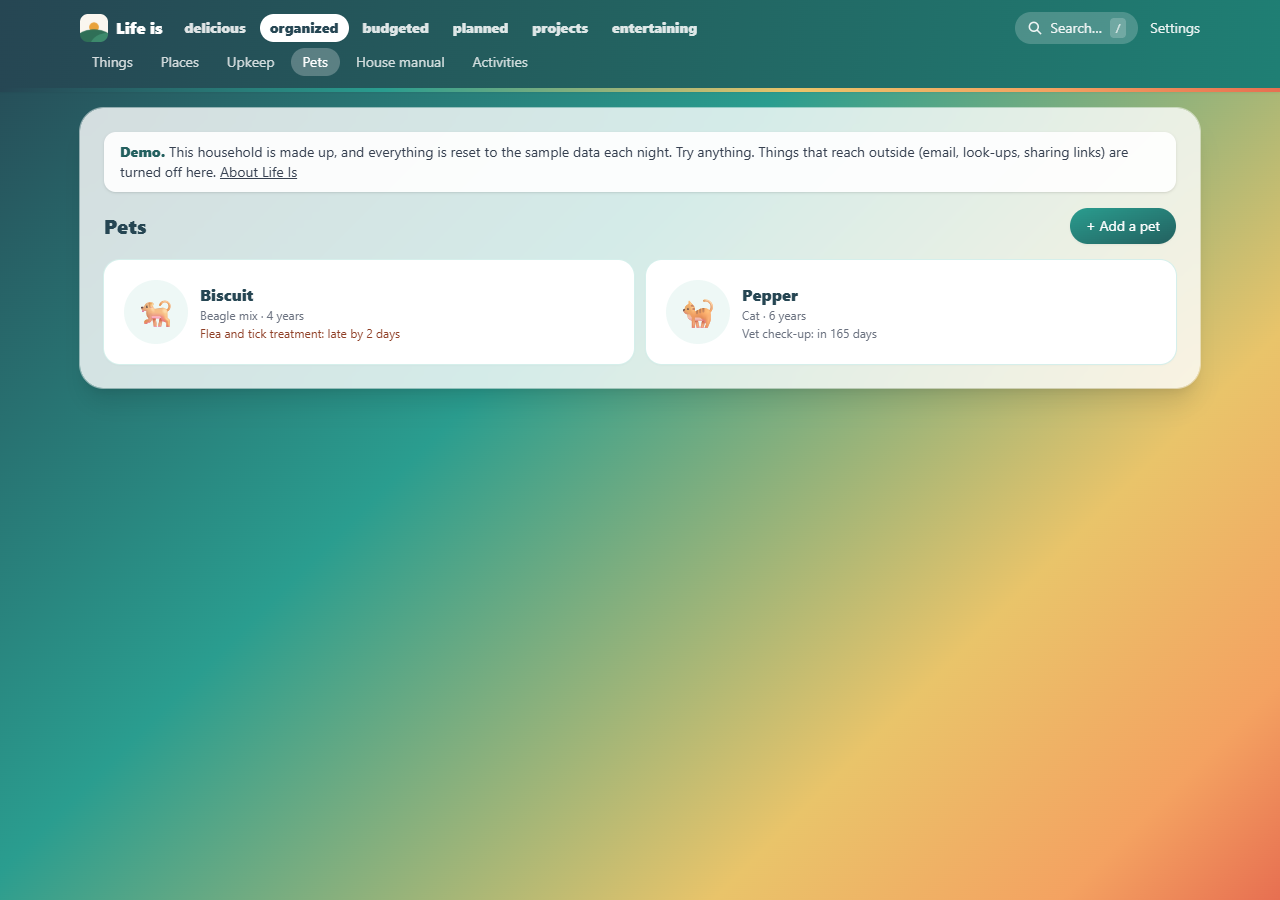 Life is
delicious
organized
budgeted
planned
projects
entertaining
Search... /
Settings
Things
Places
Upkeep
Pets
House manual
Activities
Demo. This household is made up, and everything is reset to the sample data each night. Try anything. Things that reach outside (email, look-ups, sharing links) are
turned off here. About Life Is
Pets
+ Add a pet
Biscuit
Beagle mix · 4 years
Flea and tick treatment: late by 2 days
Pepper
Cat · 6 years
Vet check-up: in 165 days